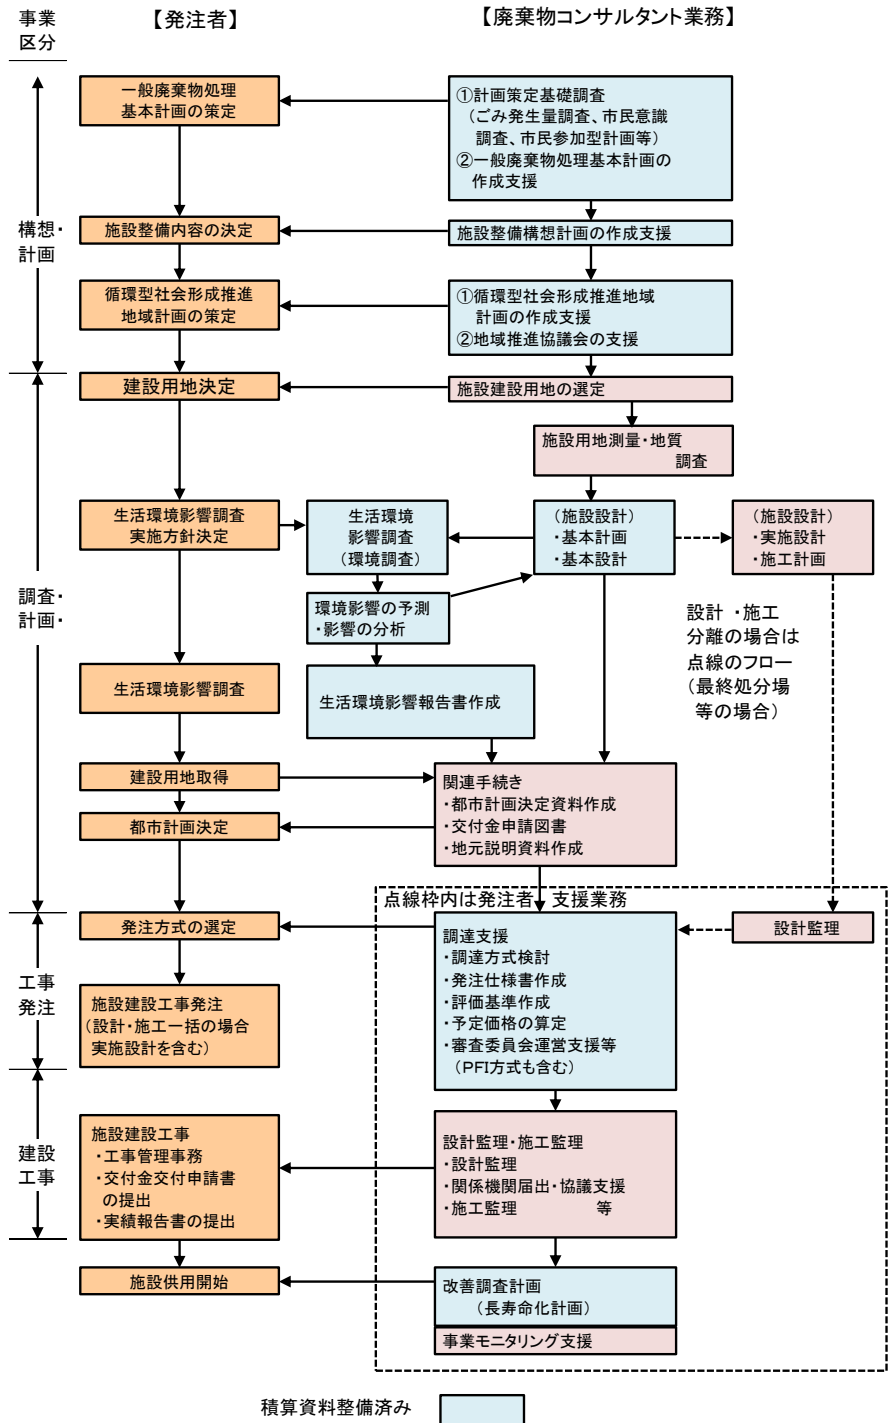 事業
区分
【発注者】
【廃棄物コンサルタント業務】
構想・
計画
一般廃棄物処理
基本計画の策定
①計画策定基礎調査
(ごみ発生量調査、市民意識
調査、市民参加型計画等)
②一般廃棄物処理基本計画の
作成支援
施設整備内容の決定
施設整備構想計画の作成支援
循環型社会形成推進
地域計画の策定
①循環型社会形成推進地域
計画の作成支援
②地域推進協議会の支援
調査・
計画・
建設用地決定
施設建設用地の選定
施設用地測量・地質
調査
生活環境影響調査
実施方針決定
生活環境
影響調査
(環境調査)
(施設設計)
・基本計画
・基本設計
(施設設計)
・実施設計
・施工計画
環境影響の予測
・影響の分析
設計 ・施工
分離の場合は
点線のフロー
(最終処分場
等の場合)
生活環境影響調査
生活環境影響報告書作成
建設用地取得
関連手続き
・都市計画決定資料作成
・交付金申請図書
・地元説明資料作成
都市計画決定
点線枠内は発注者 支援業務
工事
発注
発注方式の選定
調達支援
・調達方式検討
・発注仕様書作成
・評価基準作成
・予定価格の算定
・審査委員会運営支援等
(PFI方式も含む)
設計監理
施設建設工事発注
(設計・施工一括の場合
実施設計を含む)
建設
工事
施設建設工事
・工事管理事務
・交付金交付申請書
の提出
・実績報告書の提出
設計監理・施工監理
・設計監理
・関係機関届出・協議支援
・施工監理 等
施設供用開始
改善調査計画
(長寿命化計画)
事業モニタリング支援
積算資料整備済み